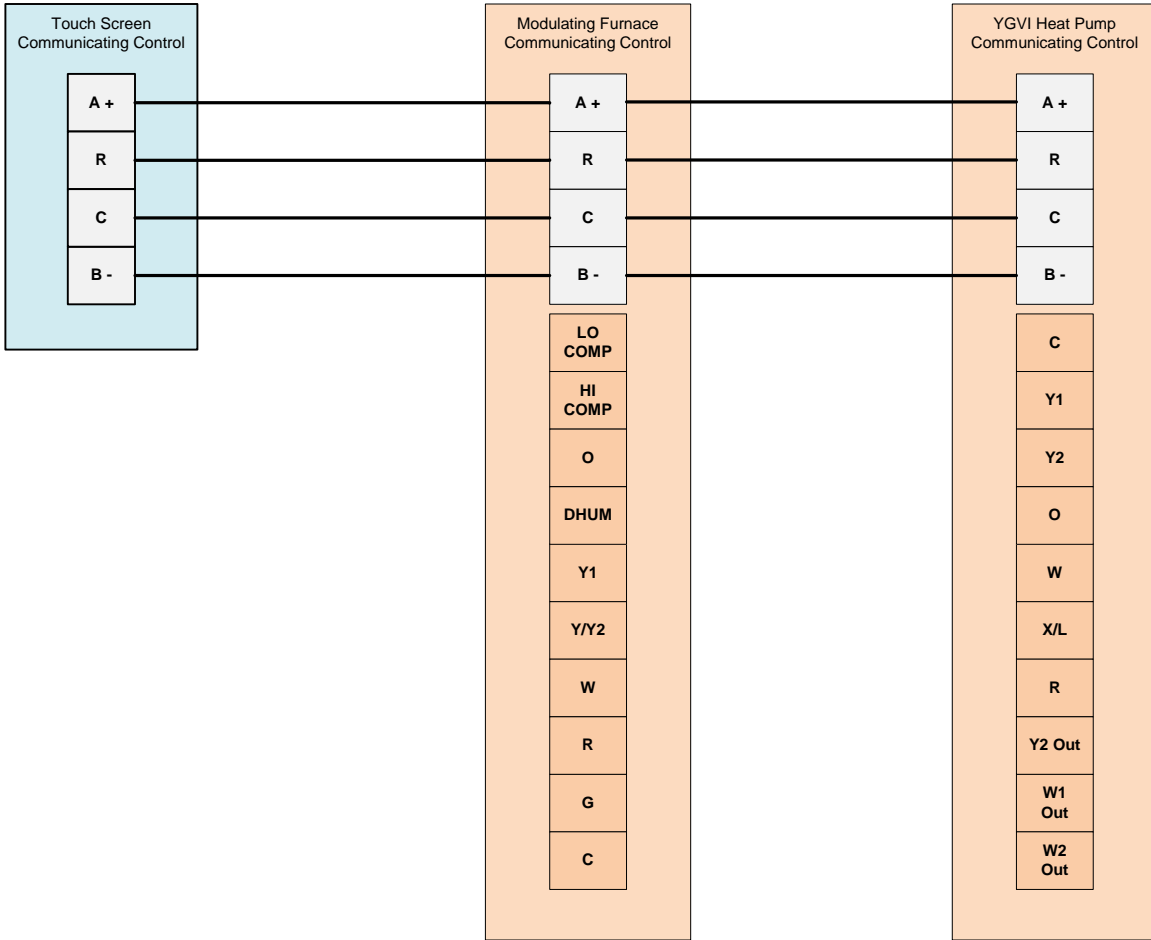 Touch Screen
Communicating Control
A +
R
C
B -
Modulating Furnace
Communicating Control
A +
R
C
B -
LO
COMP
HI
COMP
O
DHUM
Y1
Y/Y2
W
R
G
C
YGVI Heat Pump
Communicating Control
A +
R
C
B -
C
Y1
Y2
O
W
X/L
R
Y2 Out
W1
Out
W2
Out